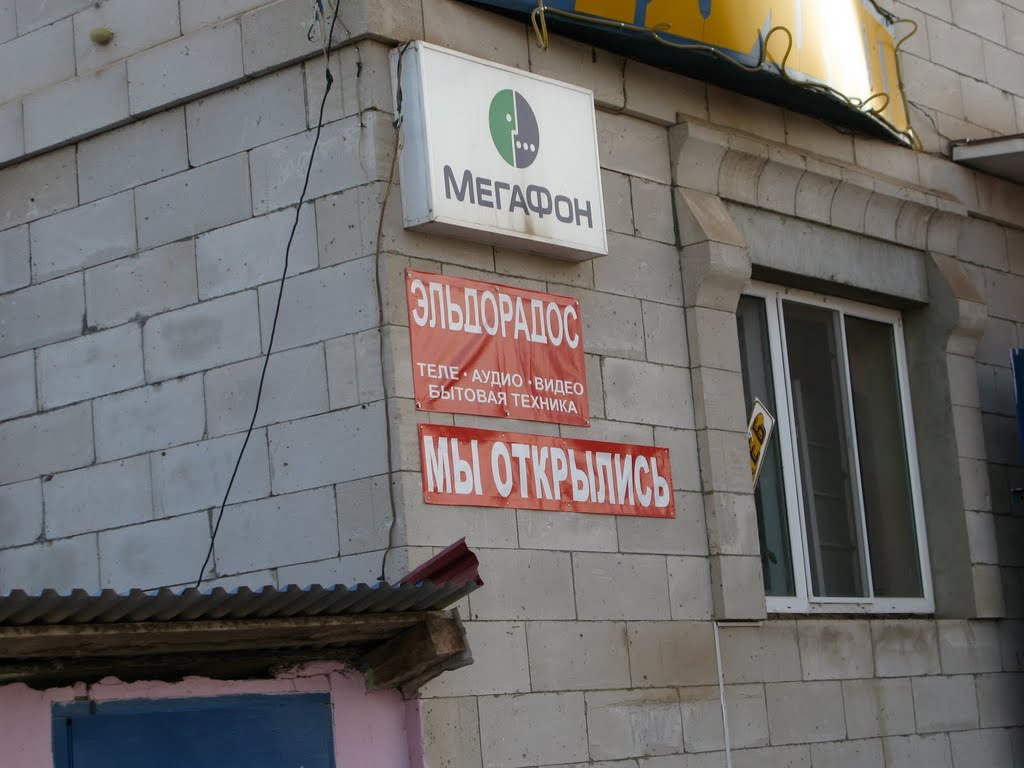 МЕГАФОН
ЭЛЬДОРАДОС
ТЕЛЕ · АУДИО · ВИДЕО
БЫТОВАЯ ТЕХНИКА
МЫ ОТКРЫЛИСЬ